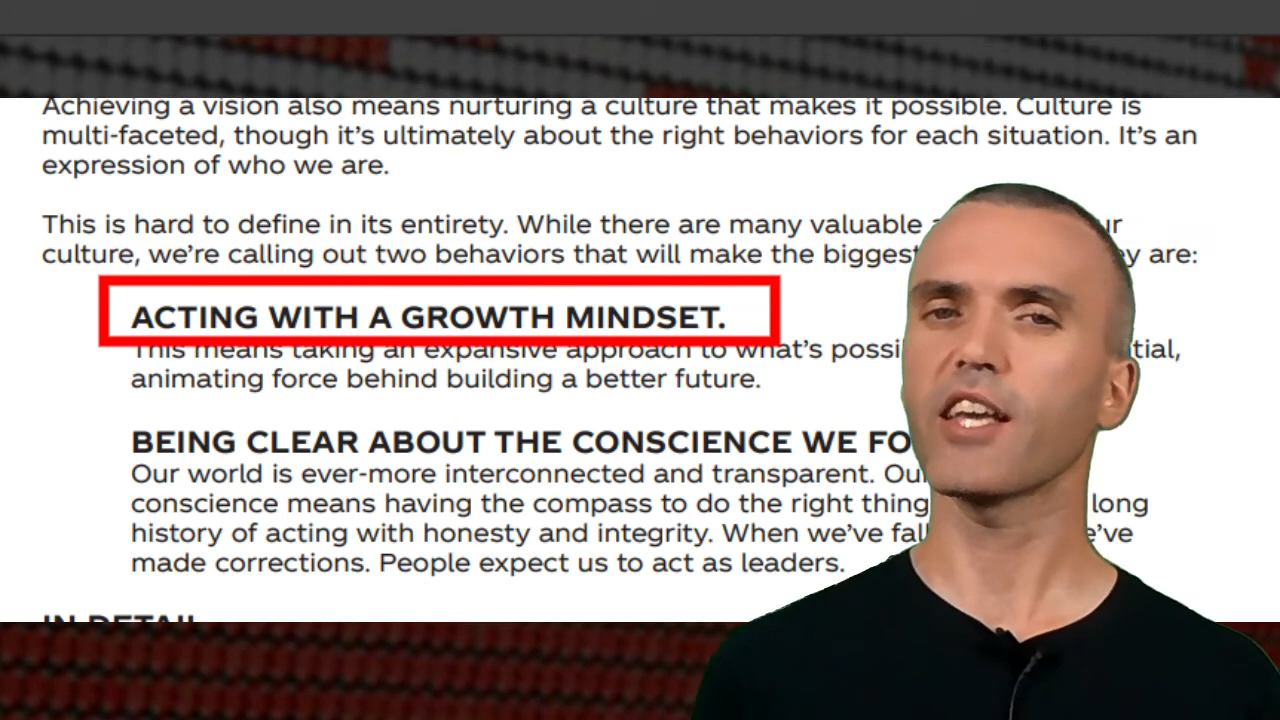 Achieving a vision also means nurturing a culture that makes it possible. Culture is
multi-faceted, though it's ultimately about the right behaviors for each situation. It's an
expression of who we are.
This is hard to define in its entirety. While there are many valuable
culture, we're calling out two behaviors that will make the biggest are:
ACTING WITH A GROWTH MINDSET.
This means taking an expansive approach to what's
animating force behind building a better future.
BEING CLEAR ABOUT THE CONSCIENCE WE
Our world is ever-more interconnected and transparent.
conscience means having the compass to do the right thing long
history of acting with honesty and integrity. When we've
made corrections. People expect us to act as leaders.
IN DETAIL